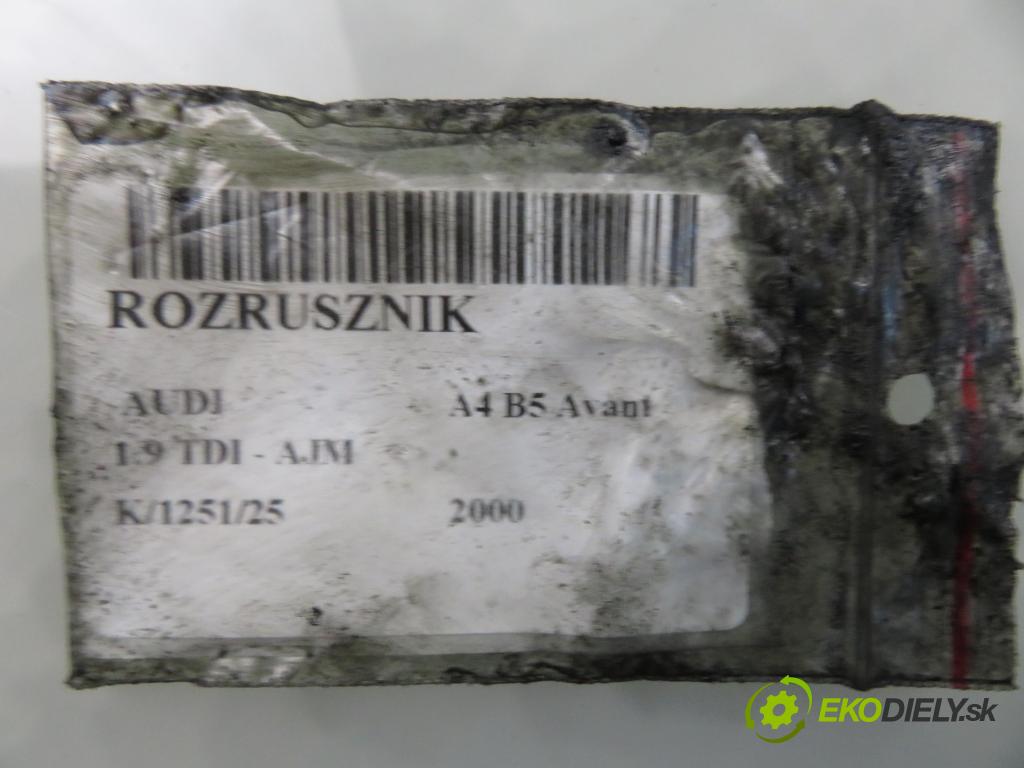 ROZRUSZNIK
AUDI A4 B5 Avant
1.9 TDI - AJM
K/1251/25 2000
EKODIELY.sk